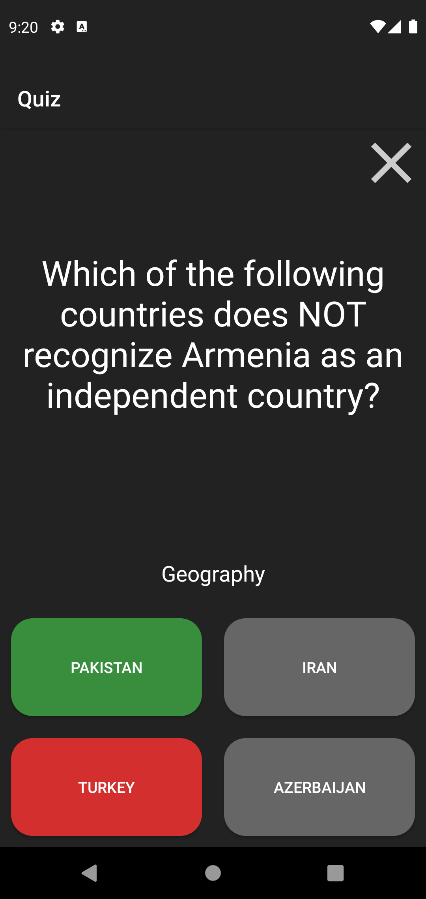 9:20
Quiz
Which of the following
countries does NOT
recognize Armenia as an
independent country?
Geography
PAKISTAN
IRAN
TURKEY
AZERBAIJAN